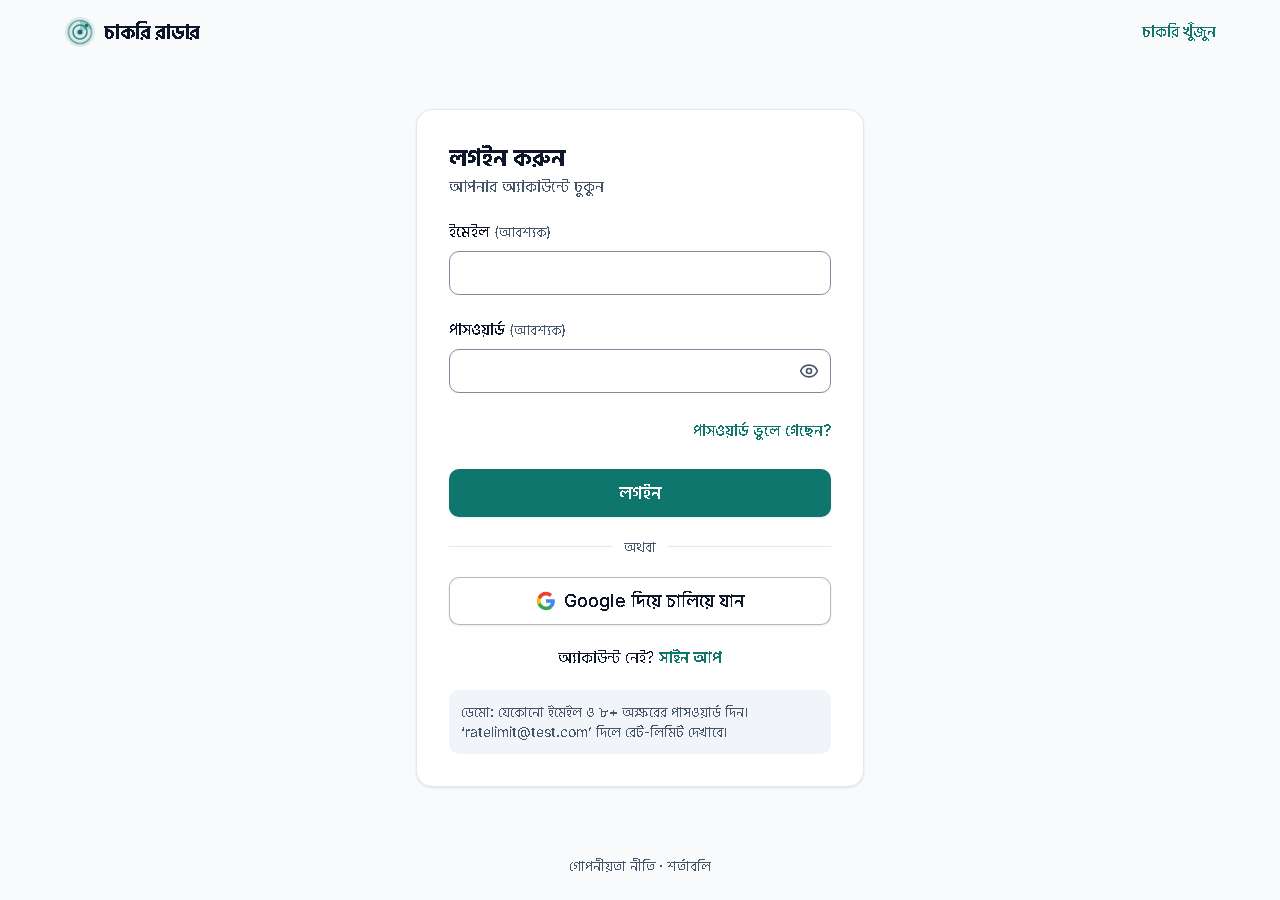 চাকরি রাডার
চাকরি খুঁজুন
লগইন করুন
আপনার অ্যাকাউন্টে ঢুকুন
ইমেইল (আবশ্যক)
পাসওয়ার্ড (আবশ্যক)
পাসওয়ার্ড ভুলে গেছেন?
লগইন
অথবা
Google দিয়ে চালিয়ে যান
অ্যাকাউন্ট নেই? সাইন আপ
ডেমো: যেকোনো ইমেইল ও ৮+ অক্ষরের পাসওয়ার্ড দিন।
‘ratelimit@test.com’ দিলে রেট-লিমিট দেখাবে।
গোপনীয়তা নীতি · শর্তাবলি